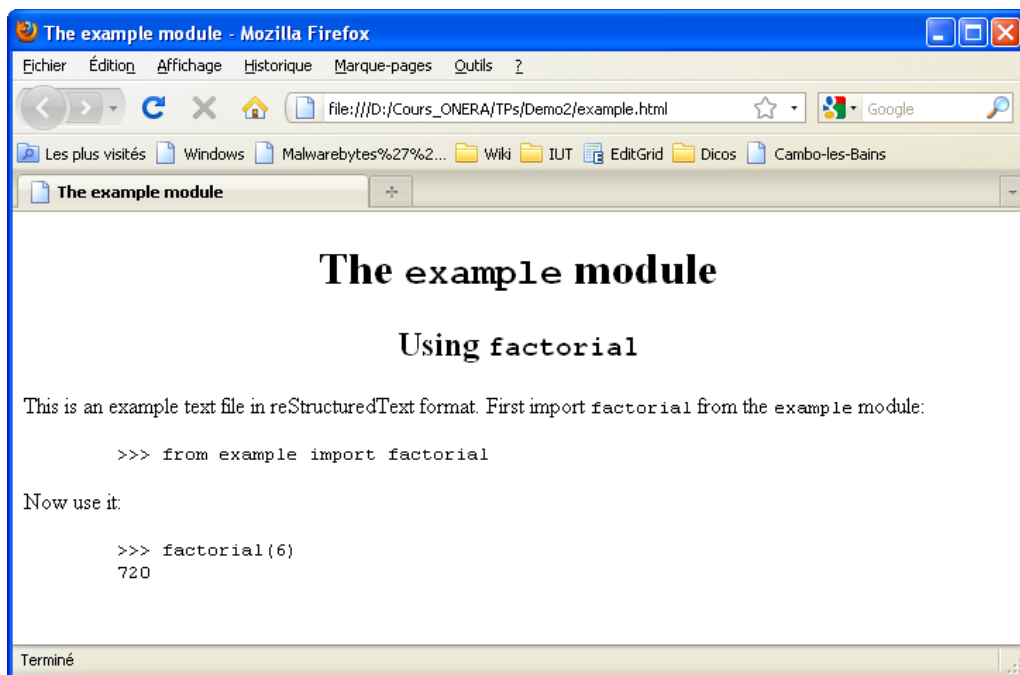 The example module - Mozilla Firefox
Fichier Édition Affichage Historique Marque-pages Outils ?
file:///D:/Cours_ONERA/TPs/Demo2/example.html Google
Les plus visités Windows Malwarebytes%27%2... Wiki IUT EditGrid Dicos Cambo-les-Bains
The example module
The example module
Using factorial
This is an example text file in reStructuredText format. First import factorial from the example module:
>>> from example import factorial
Now use it:
>>> factorial(6)
720
Terminé